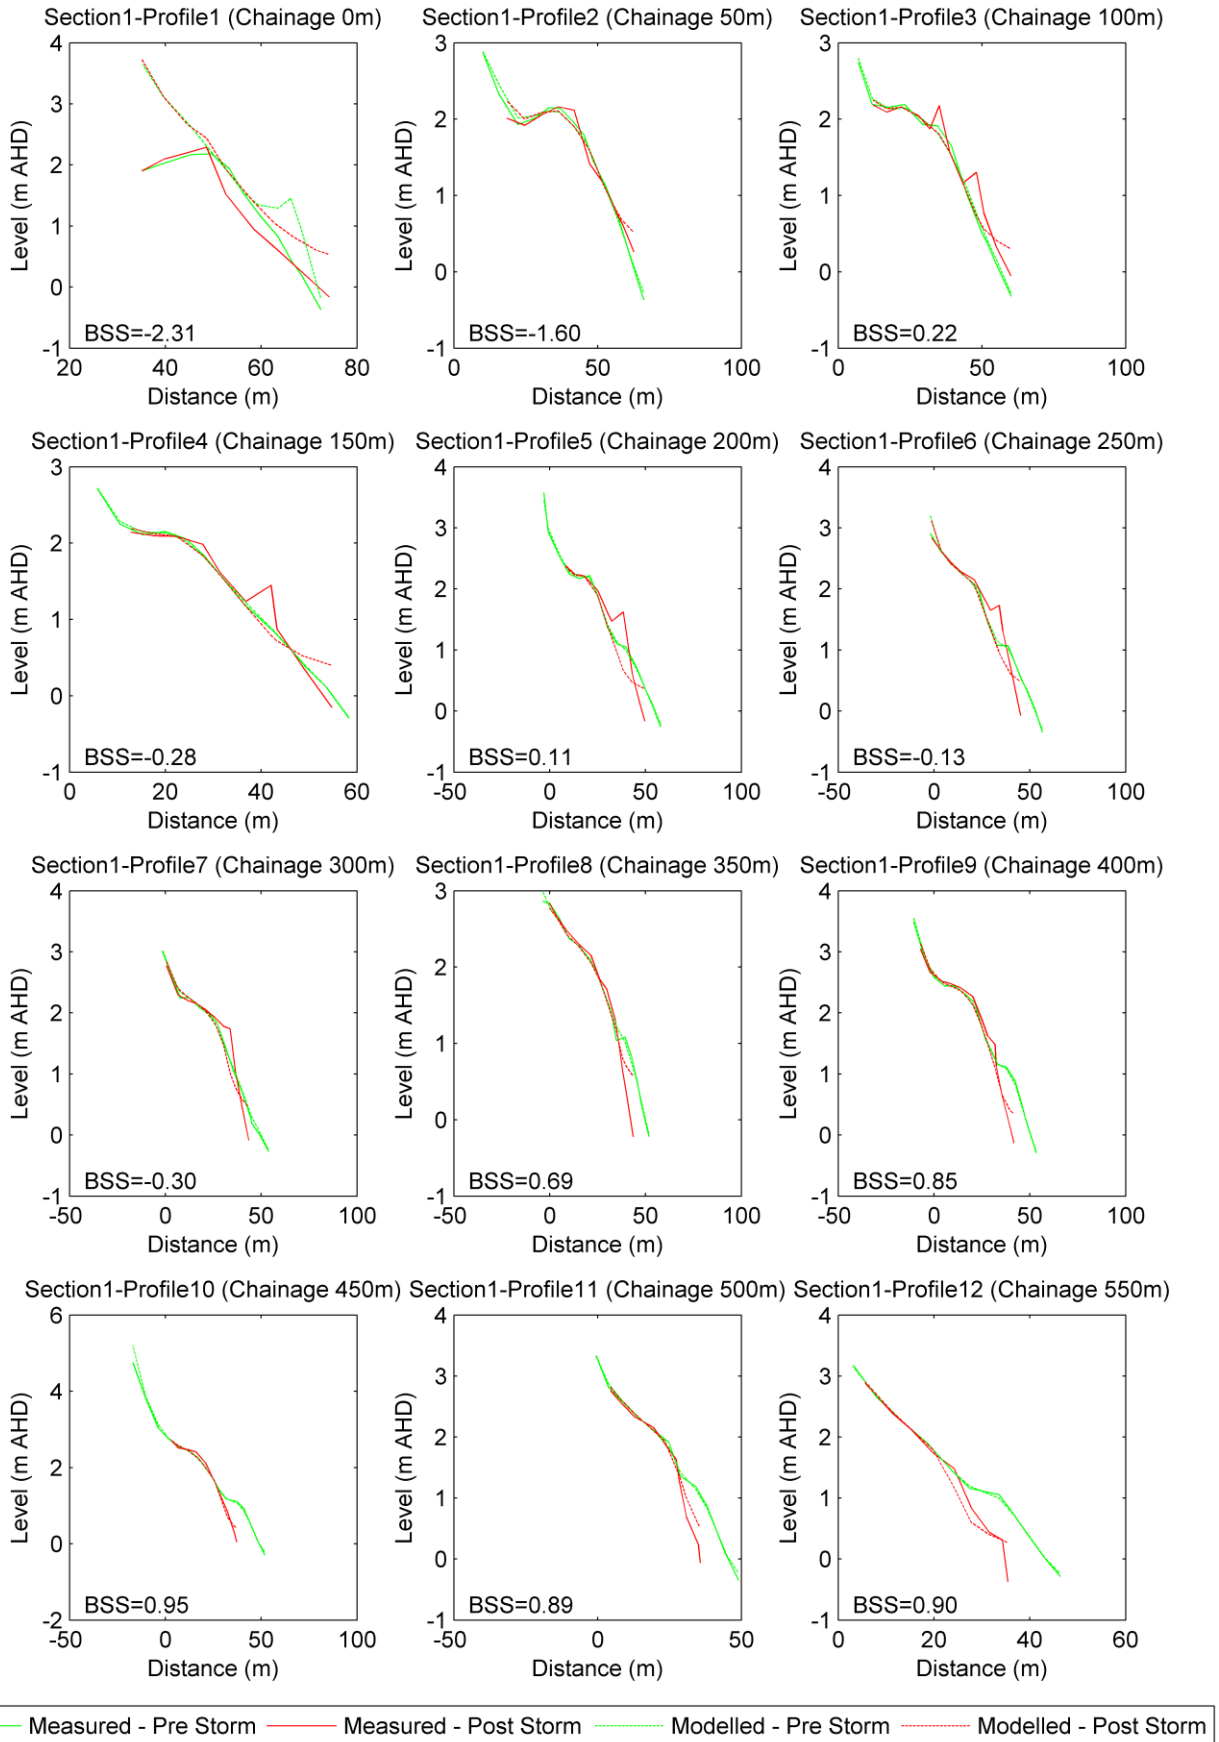 Section1-Profile1 (Chainage 0m)
Section1-Profile2 (Chainage 50m)
Section1-Profile3 (Chainage 100m)
4
3
2
1
0
-1
Level (m AHD)
BSS=-2.31
20
40
60
80
Distance (m)
3
2
1
0
-1
Level (m AHD)
BSS=-1.60
0
50
100
Distance (m)
3
2
1
0
-1
Level (m AHD)
BSS=0.22
0
50
100
Distance (m)
Section1-Profile4 (Chainage 150m)
Section1-Profile5 (Chainage 200m)
Section1-Profile6 (Chainage 250m)
3
2
1
0
-1
Level (m AHD)
BSS=-0.28
0
20
40
60
Distance (m)
4
3
2
1
0
-1
Level (m AHD)
BSS=0.11
-50
0
50
100
Distance (m)
4
3
2
1
0
-1
Level (m AHD)
BSS=-0.13
-50
0
50
100
Distance (m)
Section1-Profile7 (Chainage 300m)
Section1-Profile8 (Chainage 350m)
Section1-Profile9 (Chainage 400m)
4
3
2
1
0
-1
Level (m AHD)
BSS=-0.30
-50
0
50
100
Distance (m)
3
2
1
0
-1
Level (m AHD)
BSS=0.69
-50
0
50
100
Distance (m)
4
3
2
1
0
-1
Level (m AHD)
BSS=0.85
-50
0
50
100
Distance (m)
Section1-Profile10 (Chainage 450m)
Section1-Profile11 (Chainage 500m)
Section1-Profile12 (Chainage 550m)
6
4
2
0
-2
Level (m AHD)
BSS=0.95
-50
0
50
100
Distance (m)
4
3
2
1
0
-1
Level (m AHD)
BSS=0.89
-50
0
50
Distance (m)
4
3
2
1
0
-1
Level (m AHD)
BSS=0.90
0
20
40
60
Distance (m)
Measured - Pre Storm
Measured - Post Storm
Modelled - Pre Storm
Modelled - Post Storm